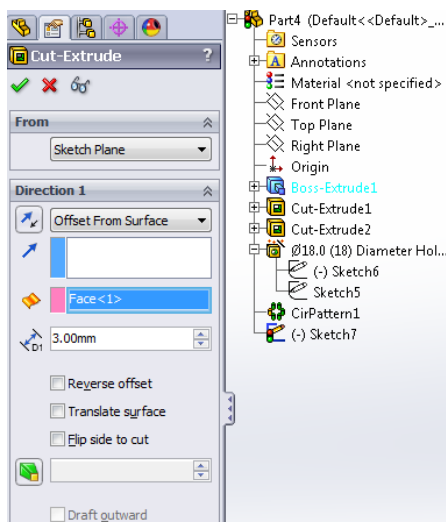 Cut-Extrude ?
From
Sketch Plane
Direction 1
Offset From Surface
Face<1>
D1 3.00mm
Reverse offset
Translate surface
Flip side to cut
Draft outward
Part4 (Default<<Default>_...
Sensors
A Annotations
Material <not specified>
Front Plane
Top Plane
Right Plane
Origin
Boss-Extrude1
Cut-Extrude1
Cut-Extrude2
Ø18.0 (18) Diameter Hol...
(-) Sketch6
Sketch5
CirPattern1
(-) Sketch7